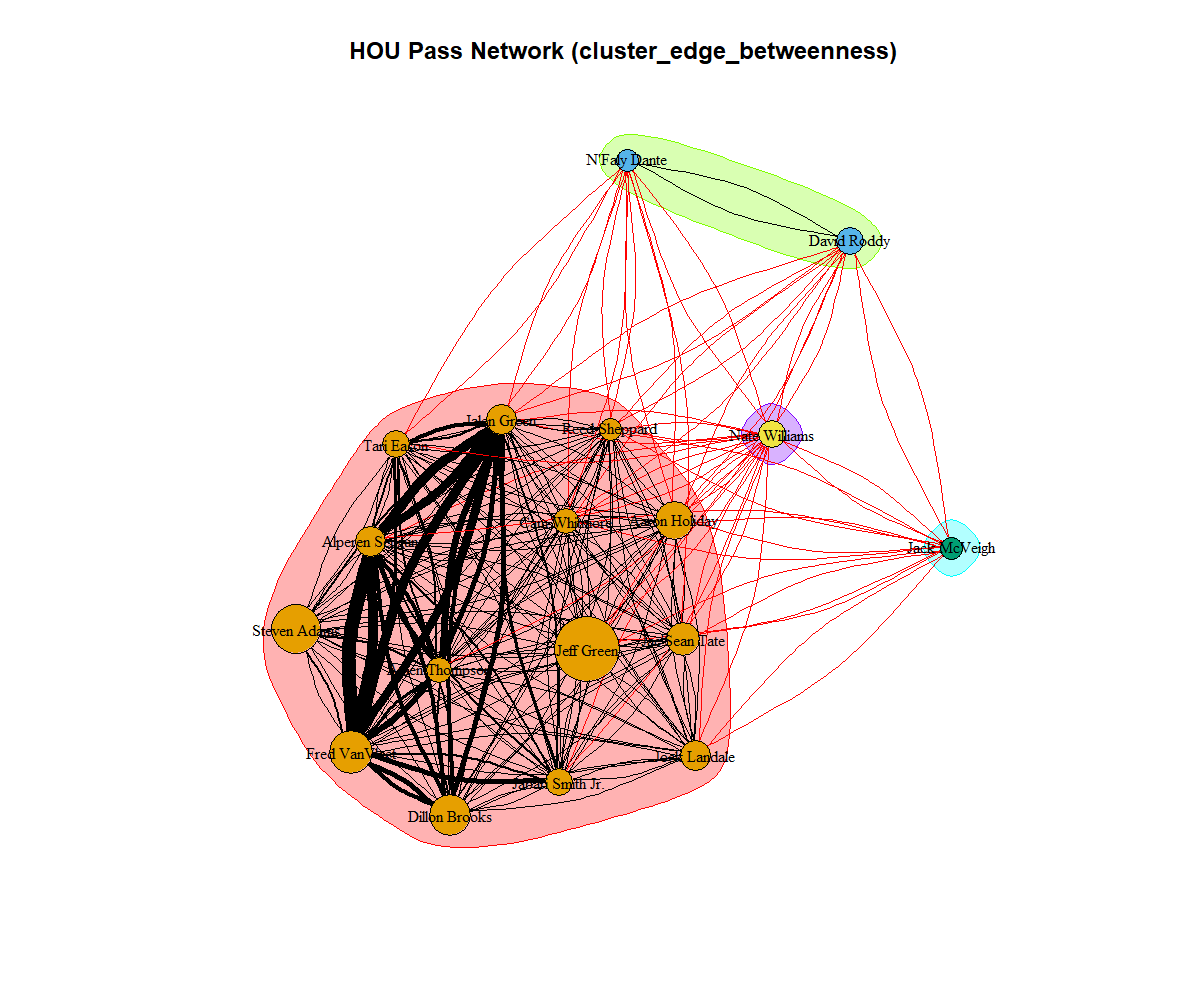 HOU Pass Network (cluster_edge_betweenness)
N'Faly Dante
David Roddy
Jalen Green
Reed Sheppard
Nate Williams
Tari Eason
Cam Whitmore
Aaron Holiday
Alperen Sengun
Jack McVeigh
Steven Adams
Sean Tate
Jeff Green
Thompson
Fred VanVleet
Jock Landale
Jabari Smith Jr.
Dillon Brooks